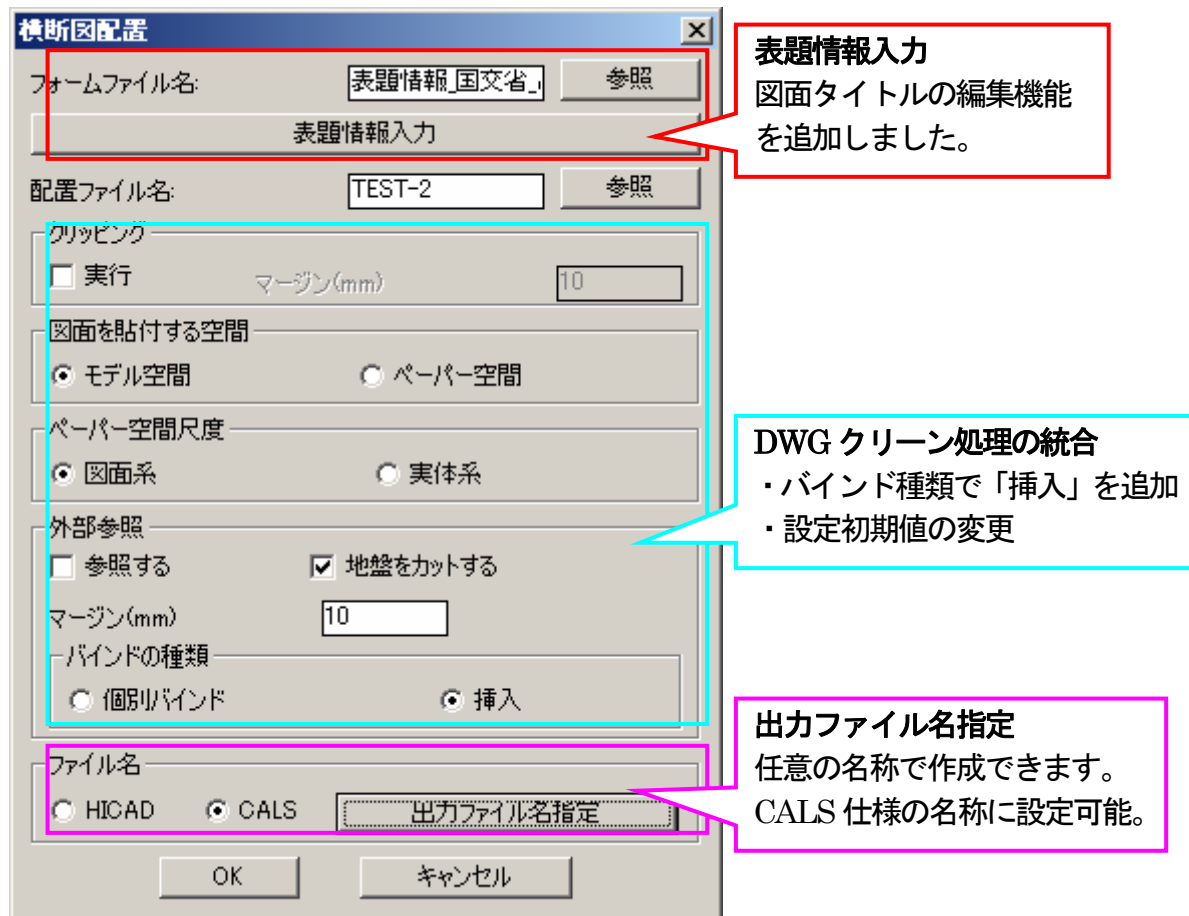 横断図配置
フォームファイル名:
表題情報_国交省_
参照
表題情報入力
配置ファイル名:
TEST-2
参照
クリッピング
実行
マージン(mm)
10
図面を貼付する空間
モデル空間
ペーパー空間
ペーパー空間尺度
図面系
実体系
外部参照
参照する
地盤をカットする
マージン(mm)
10
バインドの種類
個別バインド
挿入
ファイル名
HICAD
CALS
出力ファイル名指定
OK
キャンセル
表題情報入力
図面タイトルの編集機能
を追加しました。
DWG クリーン処理の統合
・バインド種類で「挿入」を追加
・設定初期値の変更
出力ファイル名指定
任意の名称で作成できます。
CALS 仕様の名称に設定可能。